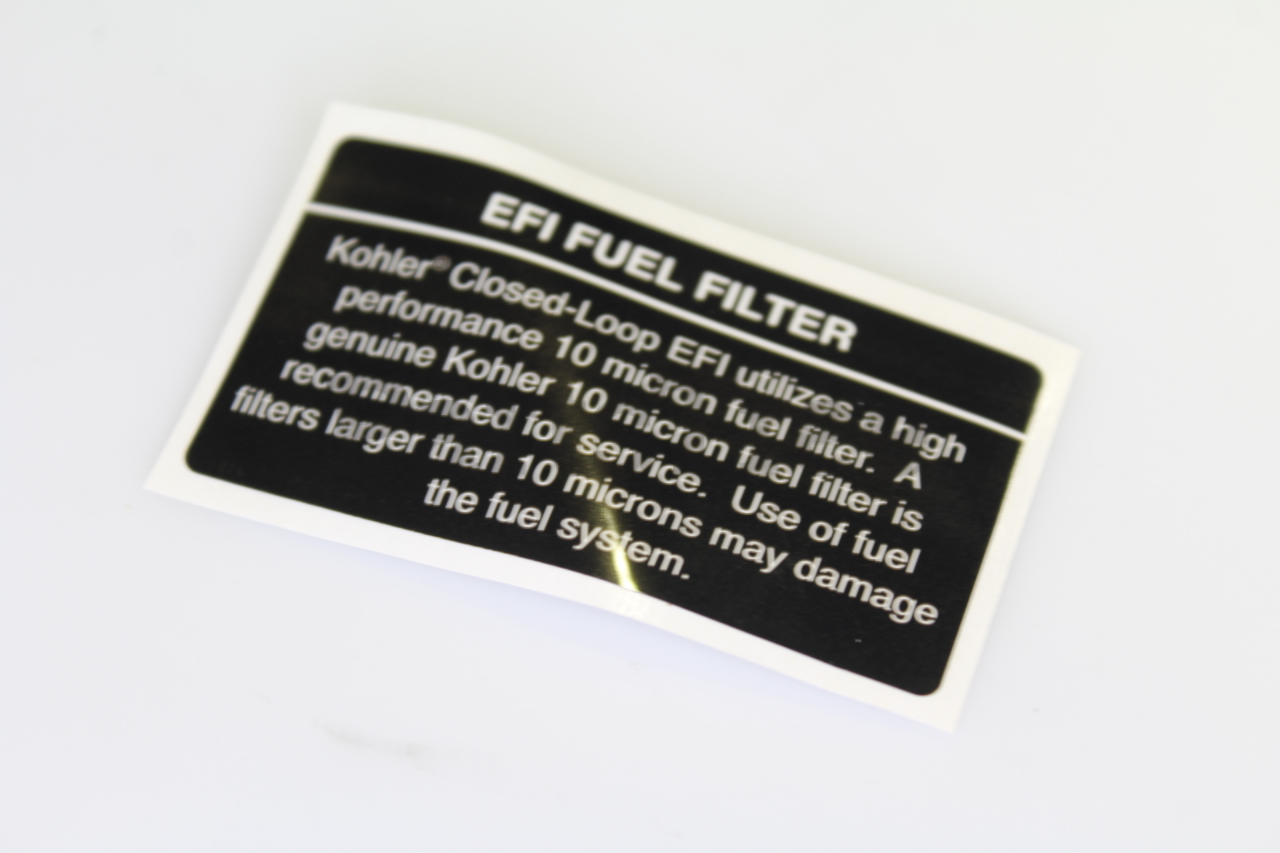 EFI FUEL FILTER
Kohler® Closed-Loop EFI utilizes a high
performance 10 micron fuel filter.  A
genuine Kohler 10 micron fuel filter is
recommended for service.  Use of fuel
filters larger than 10 microns may damage
the fuel system.